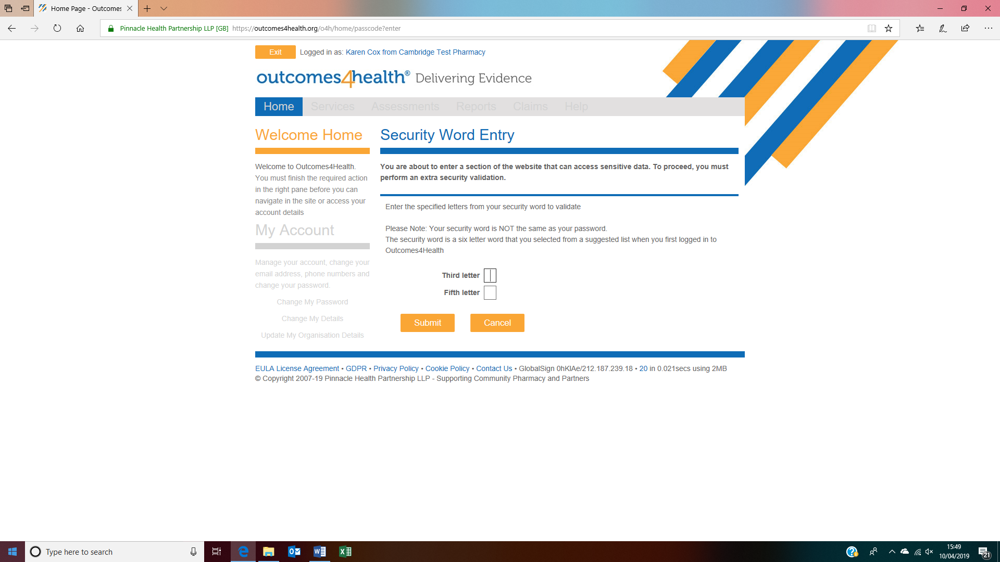 Home Page - Outcomes
Pinnacle Health Partnership LLP [GB] https://outcomes4health.org/o4h/home/passcode?enter
Exit Logged in as: Karen Cox from Cambridge Test Pharmacy
outcomes4health® Delivering Evidence
Home Services Assessments Reports Claims Help
Welcome Home
Welcome to Outcomes4Health.
You must finish the required action
in the right pane before you can
navigate in the site or access your
account details
My Account
Manage your account, change your
email address, phone numbers and
change your password.
Change My Password
Change My Details
Update My Organisation Details
Security Word Entry
You are about to enter a section of the website that can access sensitive data. To proceed, you must
perform an extra security validation.
Enter the specified letters from your security word to validate
Please Note: Your security word is NOT the same as your password.
The security word is a six letter word that you selected from a suggested list when you first logged in to
Outcomes4Health
Third letter
Fifth letter
Submit Cancel
EULA License Agreement • GDPR • Privacy Policy • Cookie Policy • Contact Us • GlobalSign 0hKlAe/212.187.239.18 • 20 in 0.021secs using 2MB
© Copyright 2007-19 Pinnacle Health Partnership LLP - Supporting Community Pharmacy and Partners
Type here to search
15:49
10/04/2019
21